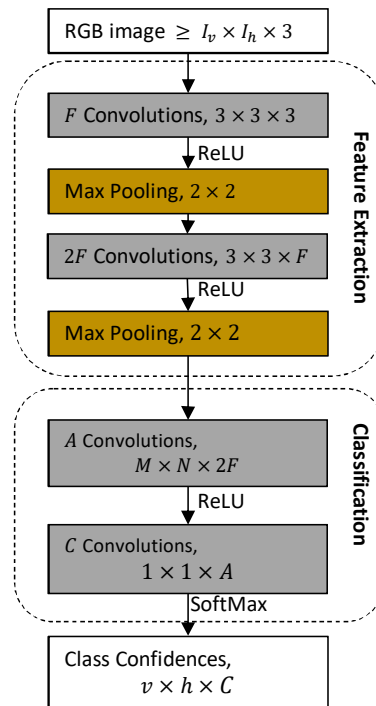 RGB image ≥ I_v × I_h × 3
F Convolutions, 3 × 3 × 3
ReLU
Max Pooling, 2 × 2
2F Convolutions, 3 × 3 × F
ReLU
Max Pooling, 2 × 2
Feature Extraction
A Convolutions,
M × N × 2F
ReLU
C Convolutions,
1 × 1 × A
Classification
SoftMax
Class Confidences,
v × h × C